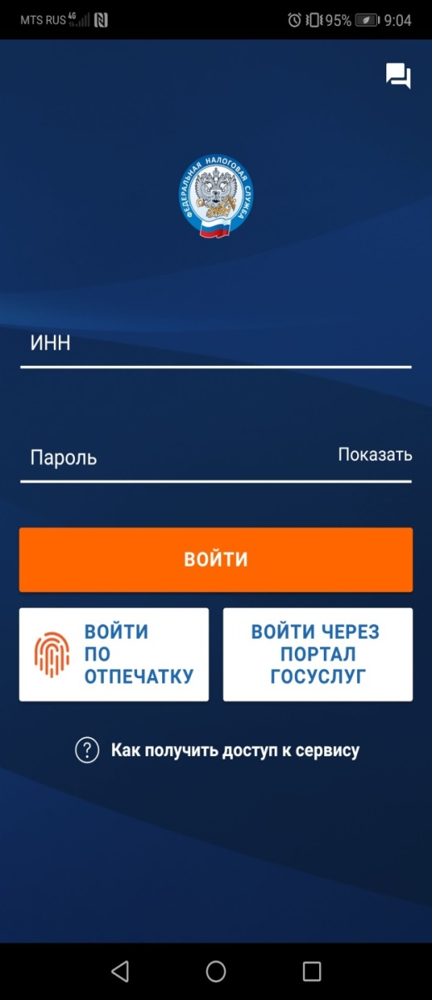 MTS RUS 4G 95% 9:04
ФЕДЕРАЛЬНАЯ НАЛОГОВАЯ СЛУЖБА
ИНН
Пароль
Показать
ВОЙТИ
ВОЙТИ
ПО
ОТПЕЧАТКУ
ВОЙТИ ЧЕРЕЗ
ПОРТАЛ
ГОСУСЛУГ
? Как получить доступ к сервису